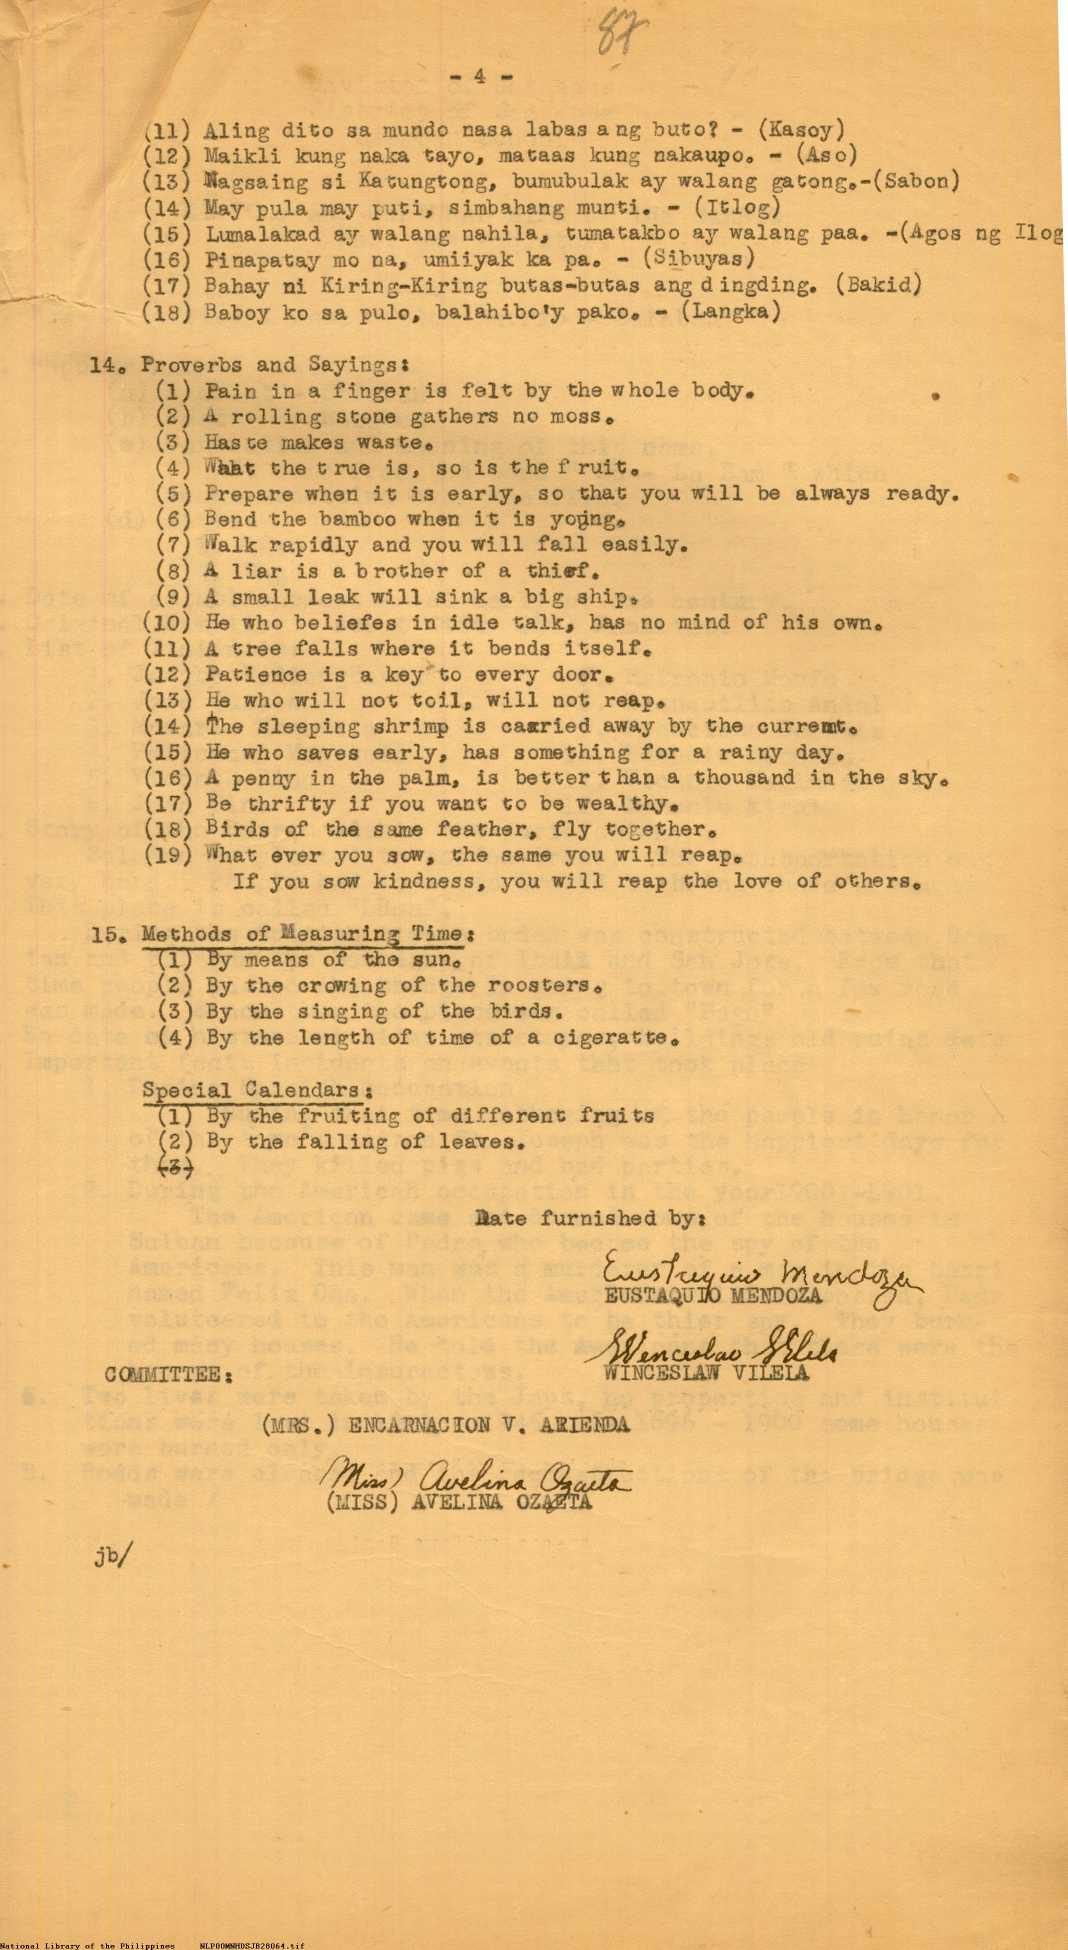 87
- 4 -
(11) Aling dito sa mundo nasa labas ang buto? - (Kasoy)
(12) Maikli kung naka tayo, mataas kung nakaupo. - (Aso)
(13) Nagsaing si Katungtong, bumubulak ay walang gatong.-(Sabon)
(14) May pula may puti, simbahang munti. - (Itlog)
(15) Lumalakad ay walang nahila, tumatakbo ay walang paa. -(Agos ng Ilog
(16) Pinapatay mo na, umiiyak ka pa. - (Sibuyas)
(17) Bahay ni Kiring-Kiring butas-butas ang dingding. (Bakid)
(18) Baboy ko sa pulo, balahibo'y pako. - (Langka)
14. Proverbs and Sayings:
(1) Pain in a finger is felt by the whole body.
(2) A rolling stone gathers no moss.
(3) Haste makes waste.
(4) What the true is, so is the fruit.
(5) Prepare when it is early, so that you will be always ready.
(6) Bend the bamboo when it is young.
(7) Walk rapidly and you will fall easily.
(8) A liar is a brother of a thief.
(9) A small leak will sink a big ship.
(10) He who beliefes in idle talk, has no mind of his own.
(11) A tree falls where it bends itself.
(12) Patience is a key to every door.
(13) He who will not toil, will not reap.
(14) The sleeping shrimp is carried away by the current.
(15) He who saves early, has something for a rainy day.
(16) A penny in the palm, is better than a thousand in the sky.
(17) Be thrifty if you want to be wealthy.
(18) Birds of the same feather, fly together.
(19) What ever you sow, the same you will reap.
If you sow kindness, you will reap the love of others.
15. Methods of Measuring Time:
(1) By means of the sun.
(2) By the crowing of the roosters.
(3) By the singing of the birds.
(4) By the length of time of a cigeratte.
Special Calendars:
(1) By the fruiting of different fruits
(2) By the falling of leaves.
(3)
Date furnished by:
Eustaquio Mendoza
EUSTAQUIO MENDOZA
Wenceslao Vilela
WINCESLAW VILELA
COMMITTEE:
(MRS.) ENCARNACION V. ARIENDA
Miss) Avelina Ozaeta
(MISS) AVELINA OZAETA
jb/
National Library of the Philippines NLP00MNHDSJB28064.tif